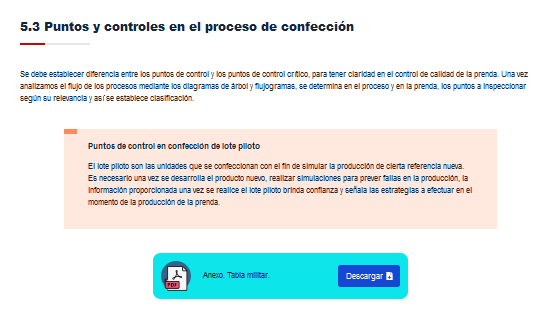 5.3 Puntos y controles en el proceso de confección
Se debe establecer diferencia entre los puntos de control y los puntos de control crítico, para tener claridad en el control de calidad de la prenda. Una vez
analizamos el flujo de los procesos mediante los diagramas de árbol y flujogramas, se determina en el proceso y en la prenda, los puntos a inspeccionar
según su relevancia y así se establece clasificación.
Puntos de control en confección de lote piloto
El lote piloto son las unidades que se confeccionan con el fin de simular la producción de cierta referencia nueva.
Es necesario una vez se desarrolla el producto nuevo, realizar simulaciones para prever fallas en la producción, la
información proporcionada una vez se realice el lote piloto brinda confianza y señala las estrategias a efectuar en el
momento de la producción de la prenda.
PDF
Anexo. Tabla militar.
Descargar